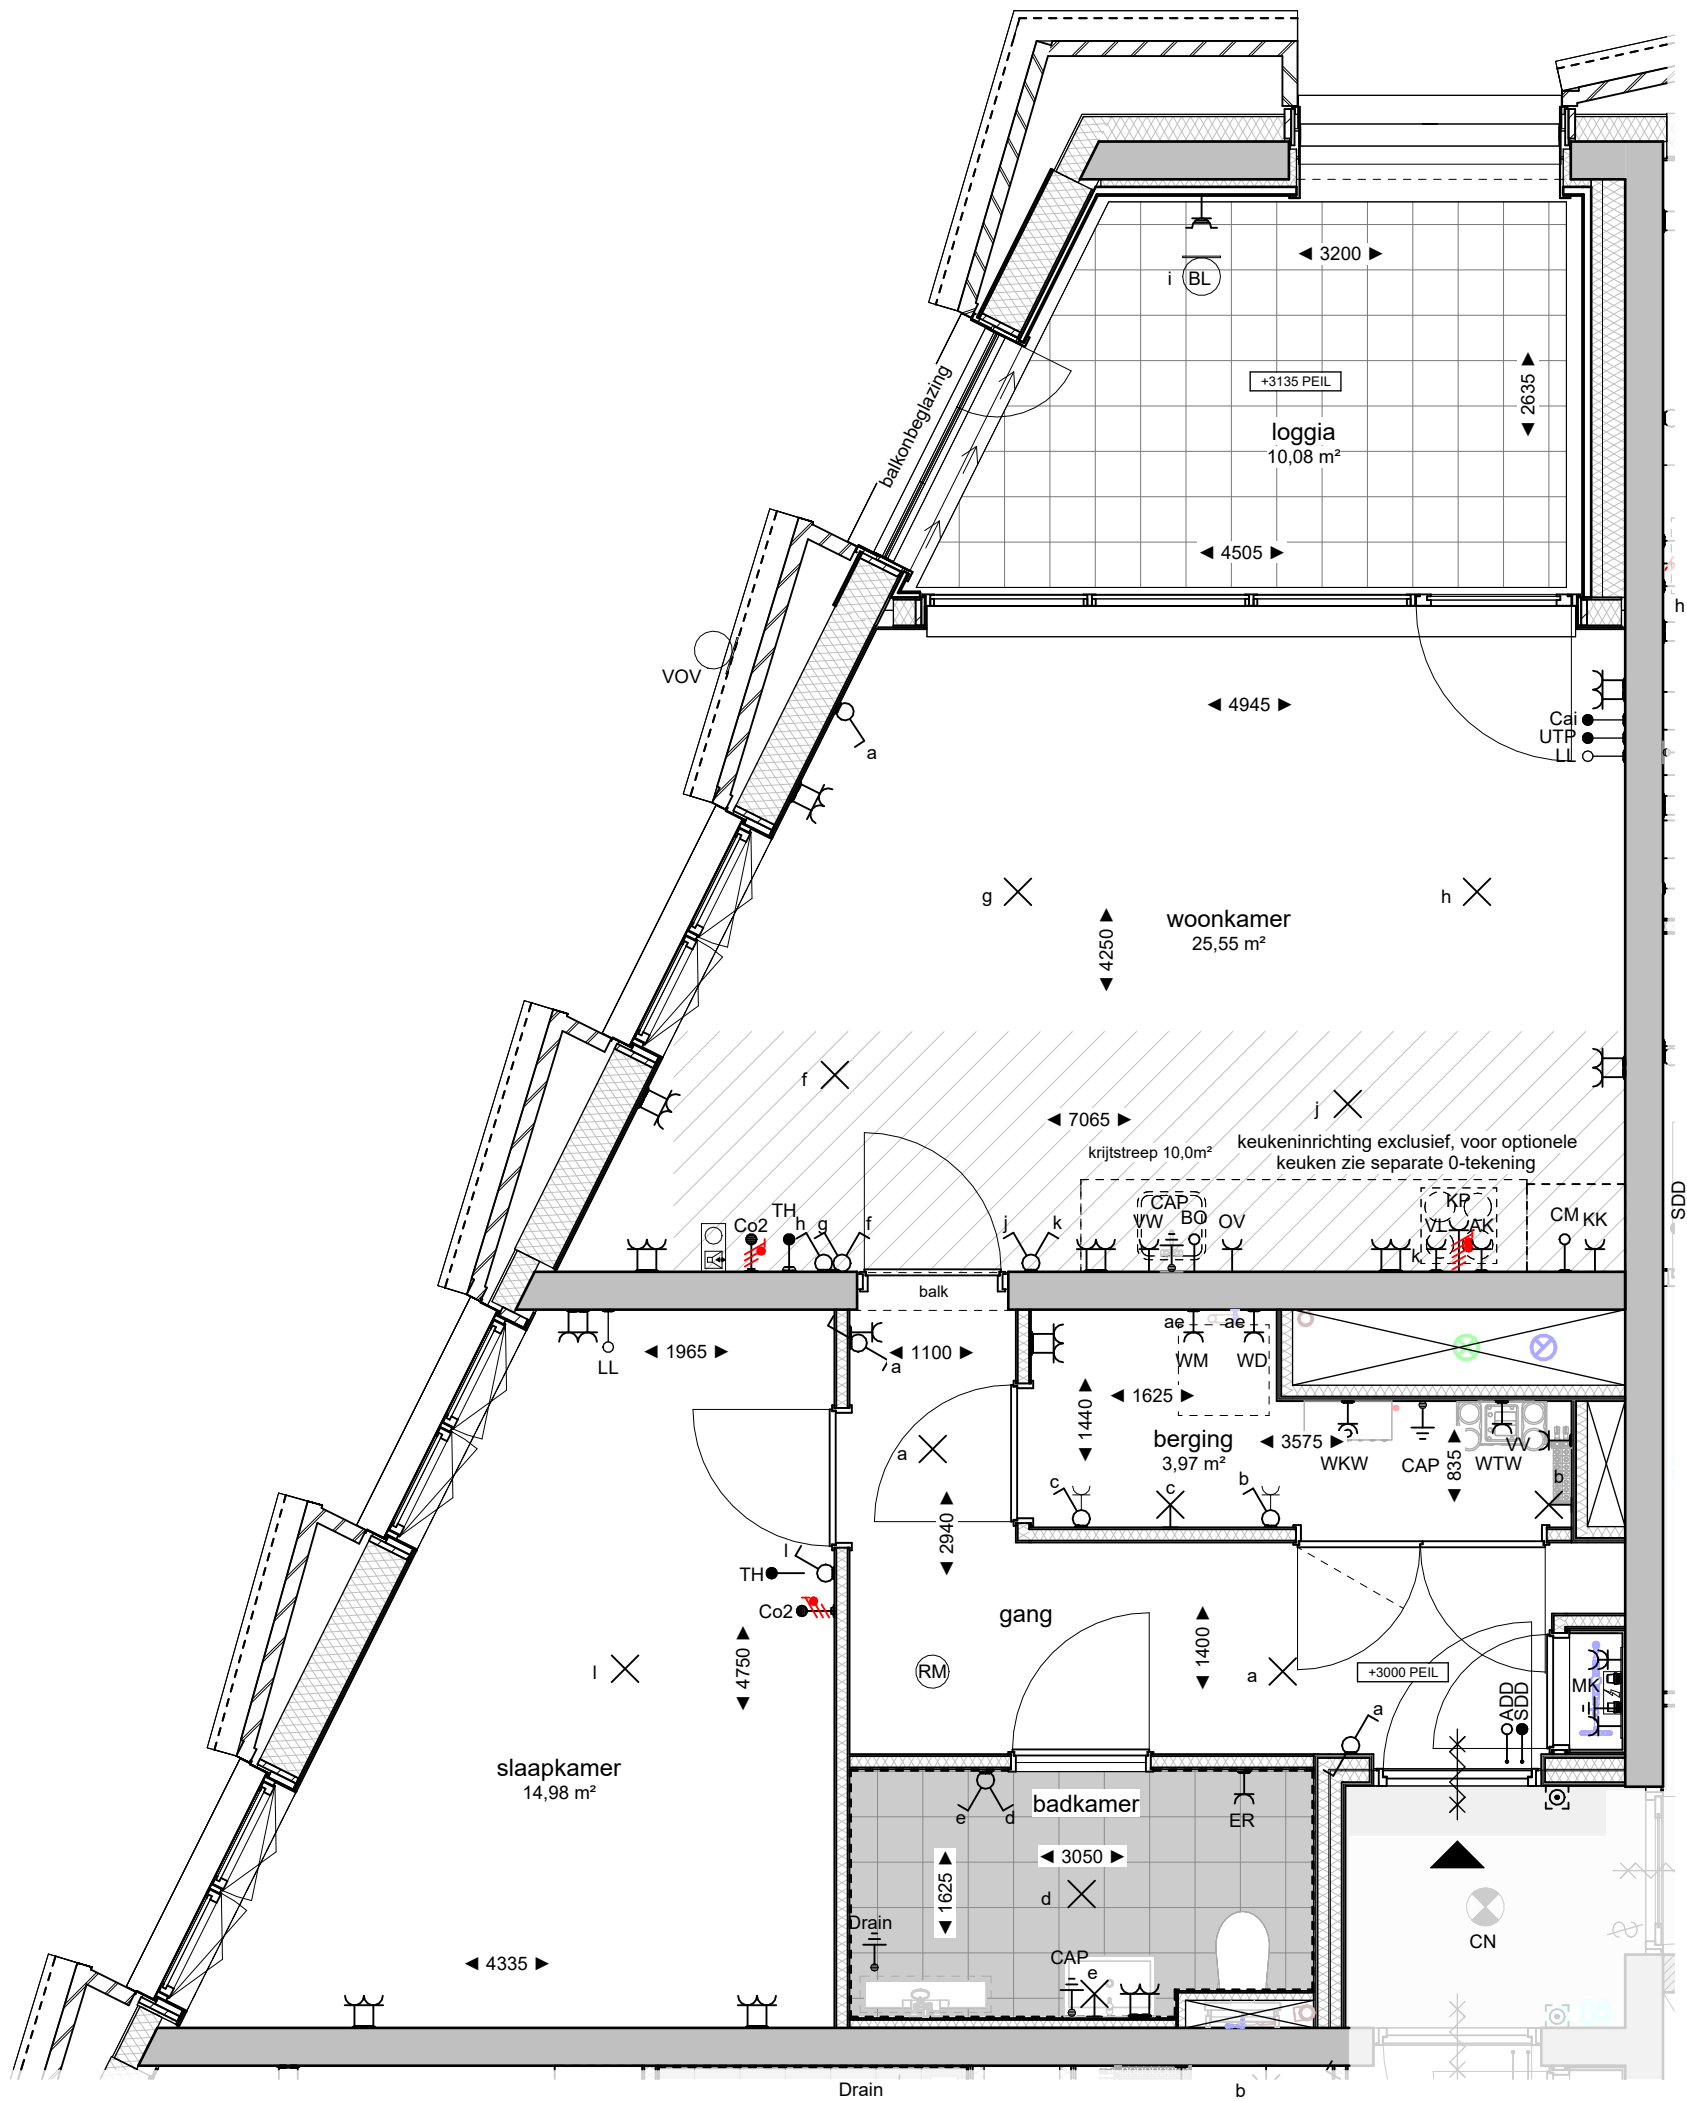 ◄ 3200 ►
i BL
balkonbeglazing
+3135 PEIL
◄ 2635 ►
loggia
10,08 m²
◄ 4505 ►
h
VOV
◄ 4945 ►
Cai
UTP
LL
a
g
h
woonkamer
25,55 m²
◄ 4250 ►
f
j
◄ 7065 ►
krijtstreep 10,0m²
keukeninrichting exclusief, voor optionele
keuken zie separate 0-tekening
SDD
TH
Co2
h
g
f
j
k
CAP
VW
BO
OV
KP
VL
AK
k
CM
KK
balk
LL
◄ 1965 ►
a
◄ 1100 ►
ae
ae
WM
WD
◄ 1625 ►
◄ 1440 ►
berging
3,97 m²
◄ 3575 ►
WKW
CAP
◄ 835 ►
WTW
VV
a
c
c
b
b
◄ 2940 ►
l
TH
Co2
gang
◄ 4750 ►
l
RM
◄ 1400 ►
a
+3000 PEIL
MK
ADD
SDD
a
slaapkamer
14,98 m²
e
d
badkamer
ER
◄ 3050 ►
◄ 1625 ►
d
Drain
CAP
e
CN
◄ 4335 ►
Drain
b